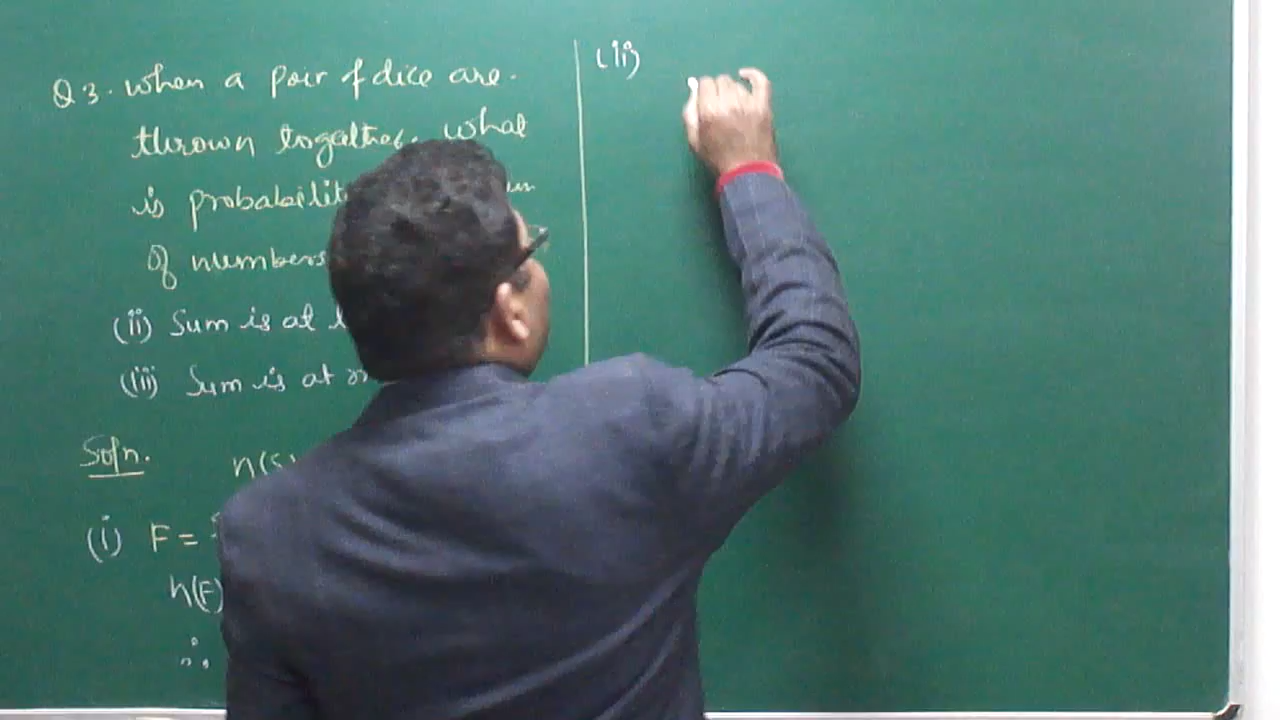 Q 3. When a pair of dice are.
thrown together. what
is probabilit
of numbers
(ii) Sum is at
(iii) Sum is at
Soln. n(S)
(i) F =
n(F)
∴
(ii)